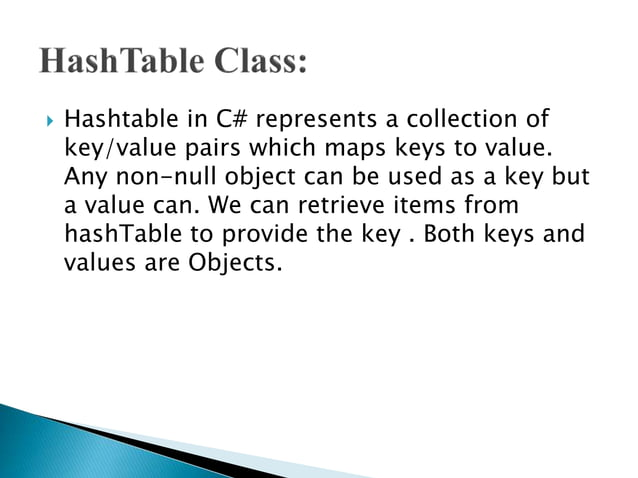 HashTable Class:
Hashtable in C# represents a collection of
key/value pairs which maps keys to value.
Any non-null object can be used as a key but
a value can. We can retrieve items from
hashTable to provide the key . Both keys and
values are Objects.